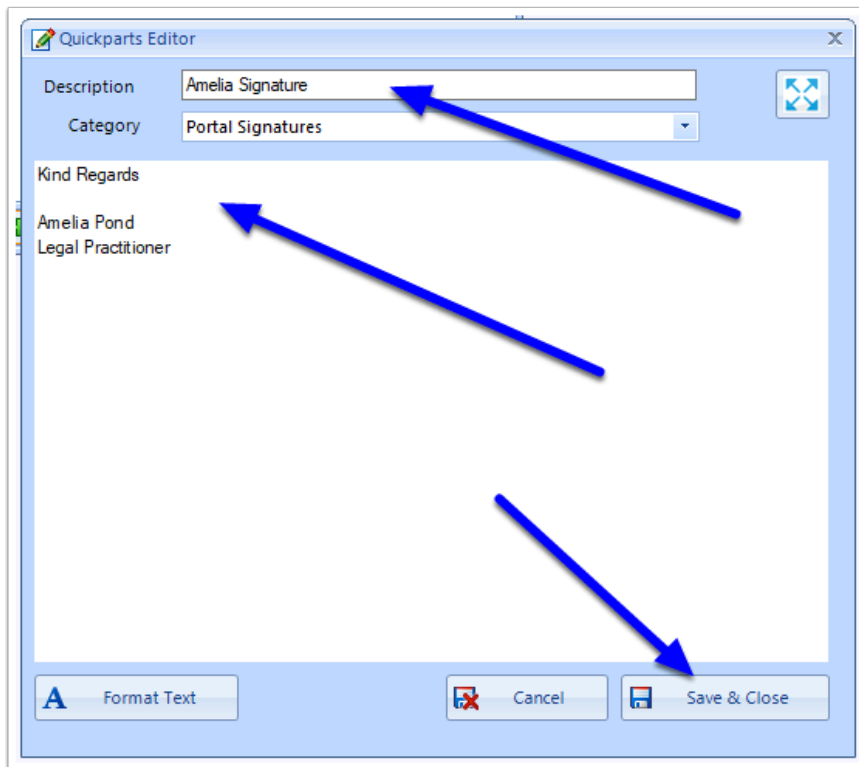 Quickparts Editor
Description Amelia Signature
Category Portal Signatures
Kind Regards
Amelia Pond
Legal Practitioner
Format Text Cancel Save & Close